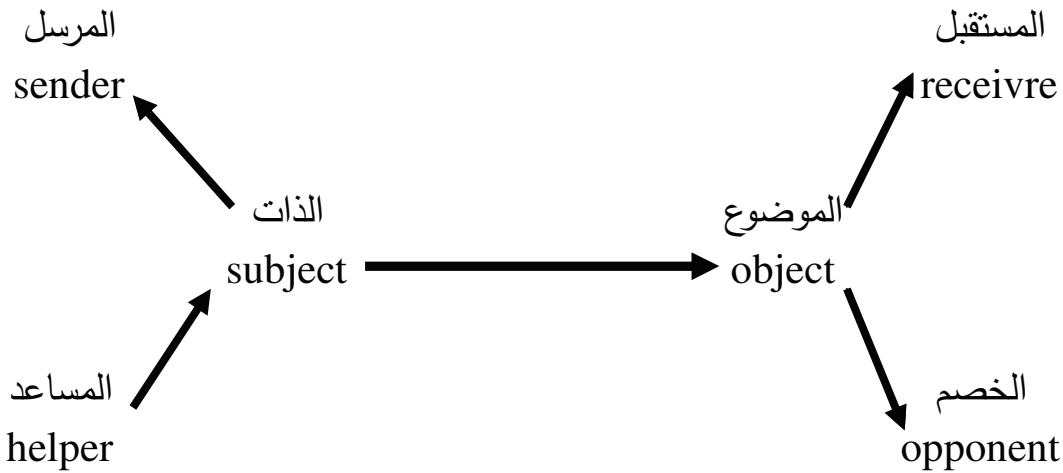 المرسل
sender
المستقبل
receivre
الذات
subject
الموضوع
object
المساعد
helper
الخصم
opponent